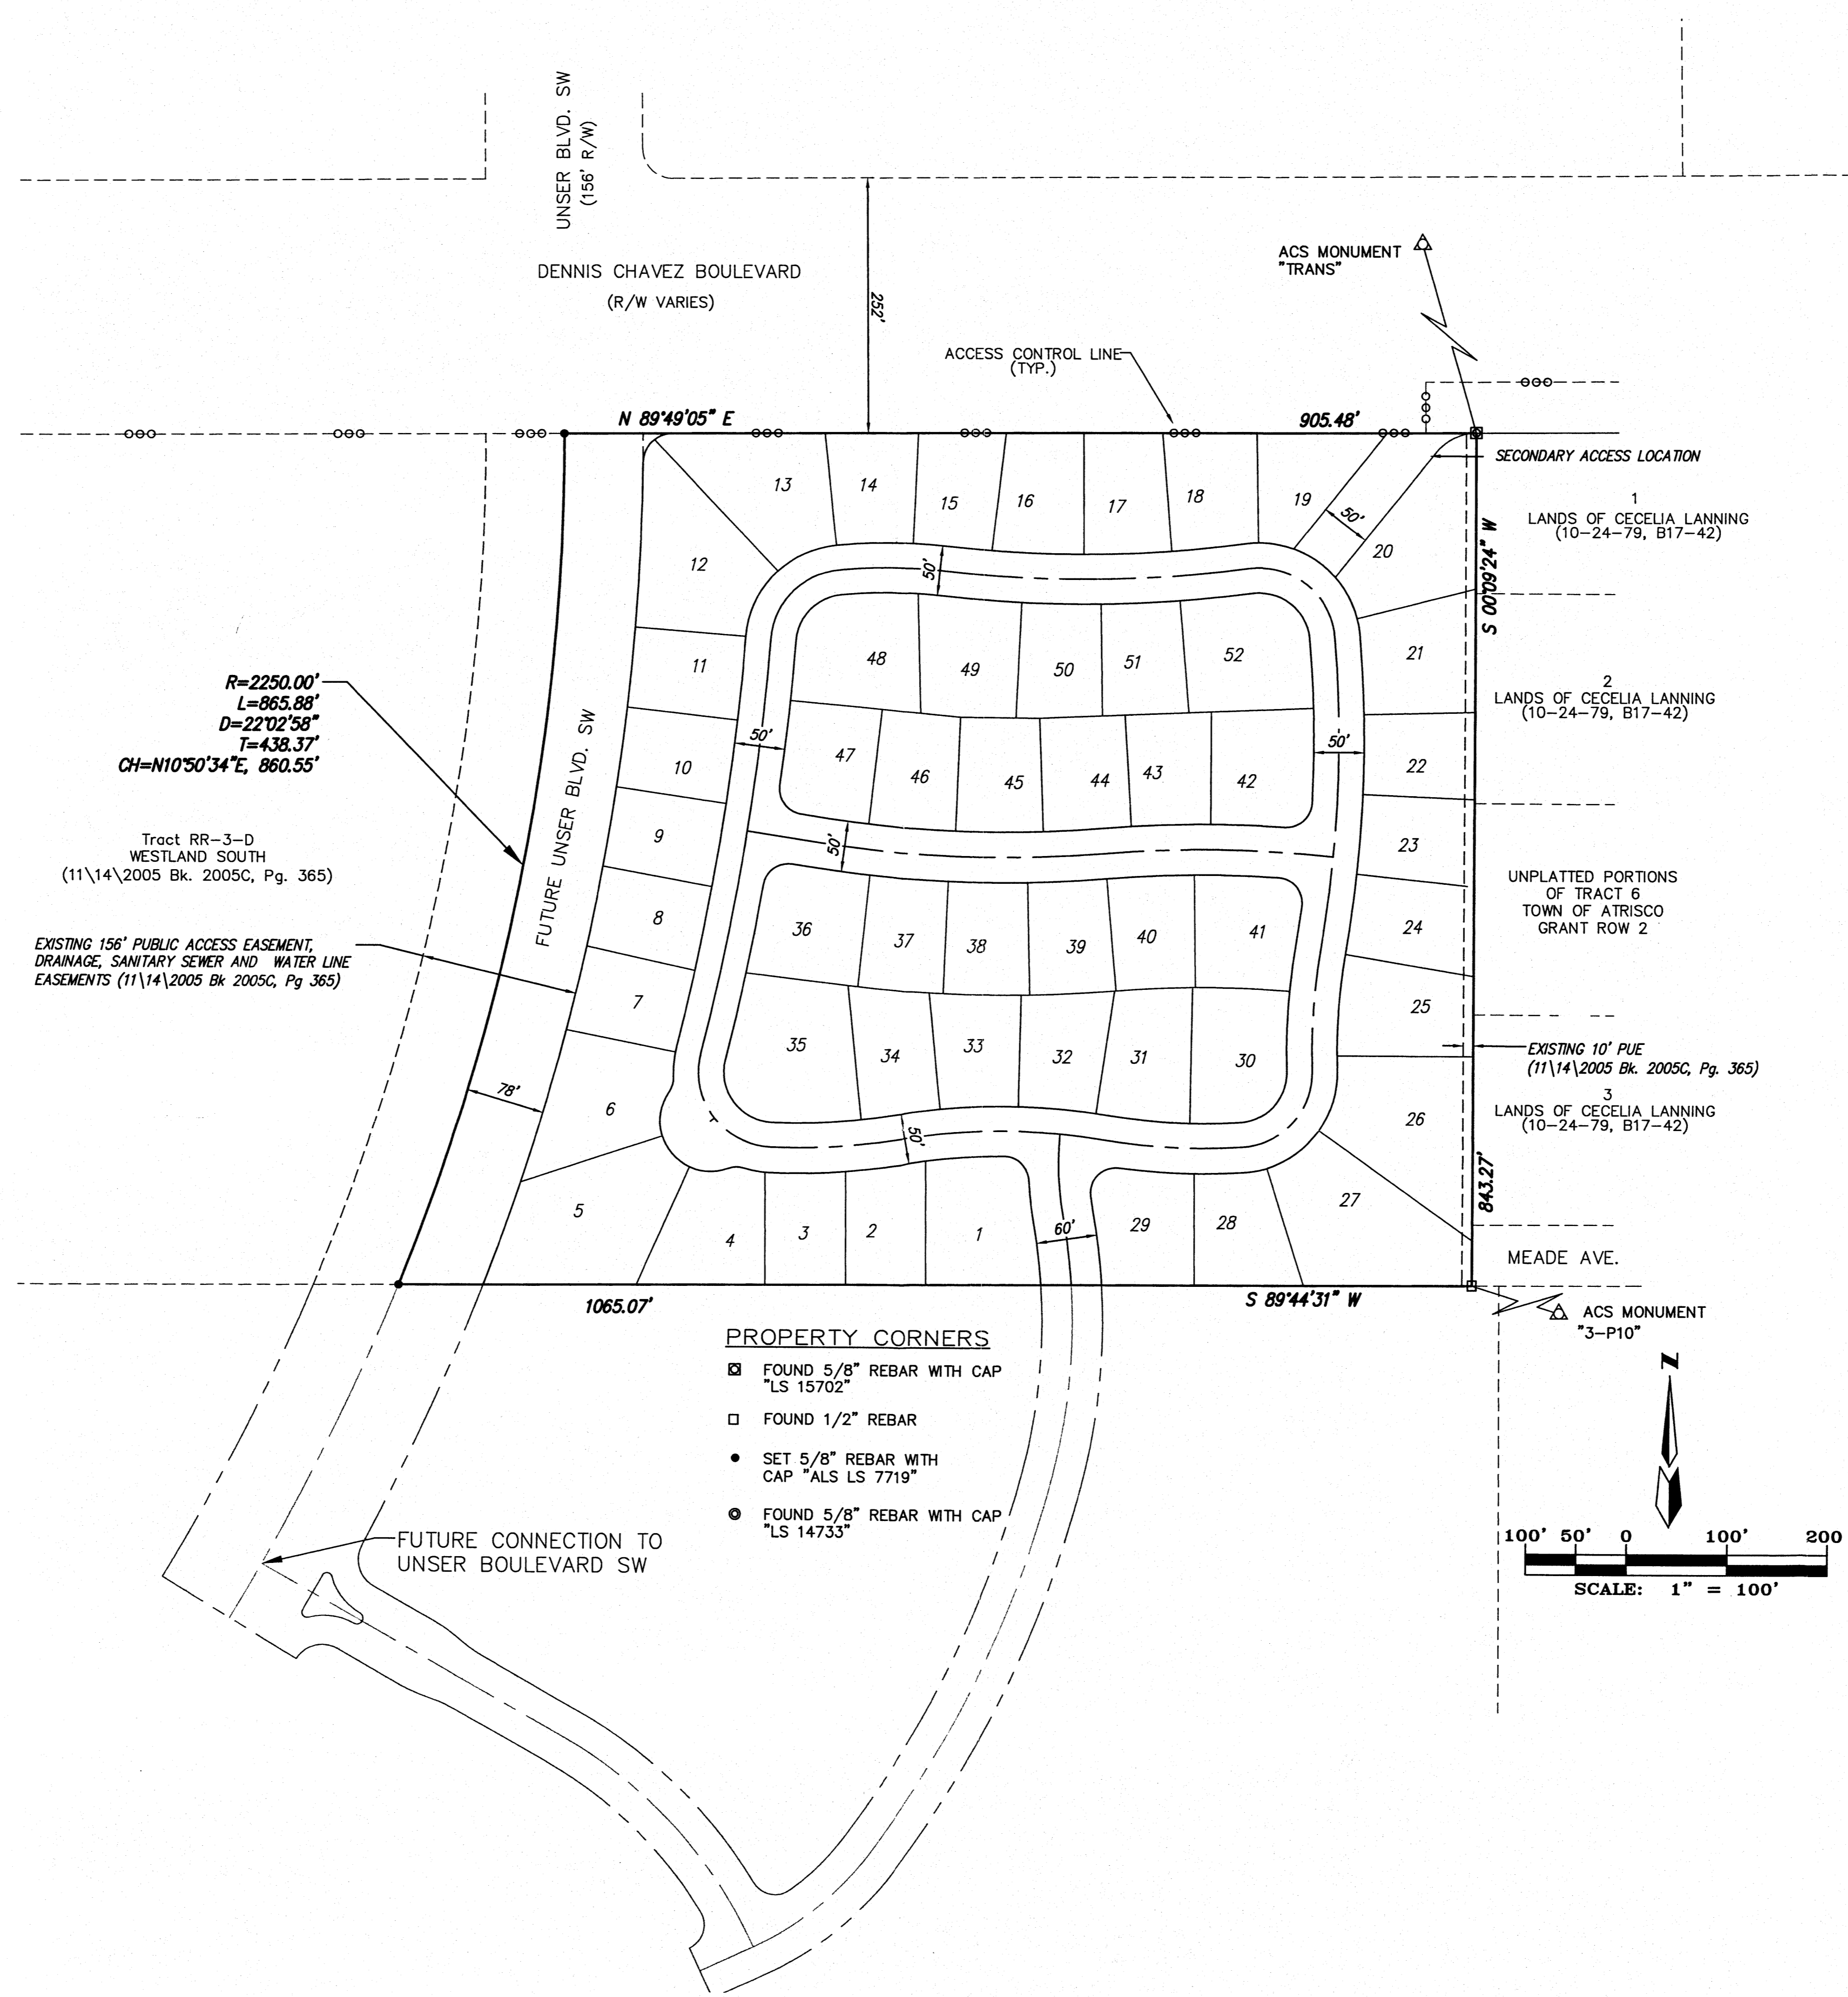 UNSER BLVD. SW
(156' R/W)
DENNIS CHAVEZ BOULEVARD
(R/W VARIES)
252'
ACS MONUMENT
"TRANS"
ACCESS CONTROL LINE
(TYP.)
N 89°49'05" E
905.48'
SECONDARY ACCESS LOCATION
1
LANDS OF CECELIA LANNING
(10-24-79, B17-42)
S 00°09'24" W
13
14
15
16
17
18
19
50'
20
12
50'
11
48
49
50
51
52
21
2
LANDS OF CECELIA LANNING
(10-24-79, B17-42)
R=2250.00'
L=865.88'
D=22°02'58"
T=438.37'
CH=N10°50'34"E, 860.55'
FUTURE UNSER BLVD. SW
50'
50'
10
47
46
45
44
43
42
22
Tract RR-3-D
WESTLAND SOUTH
(11\14\2005 Bk. 2005C, Pg. 365)
9
50'
23
UNPLATTED PORTIONS
OF TRACT 6
TOWN OF ATRISCO
GRANT ROW 2
8
36
37
38
39
40
41
24
EXISTING 156' PUBLIC ACCESS EASEMENT,
DRAINAGE, SANITARY SEWER AND WATER LINE
EASEMENTS (11\14\2005 Bk 2005C, Pg 365)
7
25
35
34
33
32
31
30
EXISTING 10' PUE
(11\14\2005 Bk. 2005C, Pg. 365)
78'
6
50'
26
3
LANDS OF CECELIA LANNING
(10-24-79, B17-42)
843.27'
5
4
3
2
1
60'
29
28
27
MEADE AVE.
1065.07'
S 89°44'31" W
ACS MONUMENT
"3-P10"
PROPERTY CORNERS
FOUND 5/8" REBAR WITH CAP
"LS 15702"
FOUND 1/2" REBAR
SET 5/8" REBAR WITH
CAP "ALS LS 7719"
FOUND 5/8" REBAR WITH CAP
"LS 14733"
FUTURE CONNECTION TO
UNSER BOULEVARD SW
N
100' 50' 0 100' 200
SCALE: 1" = 100'